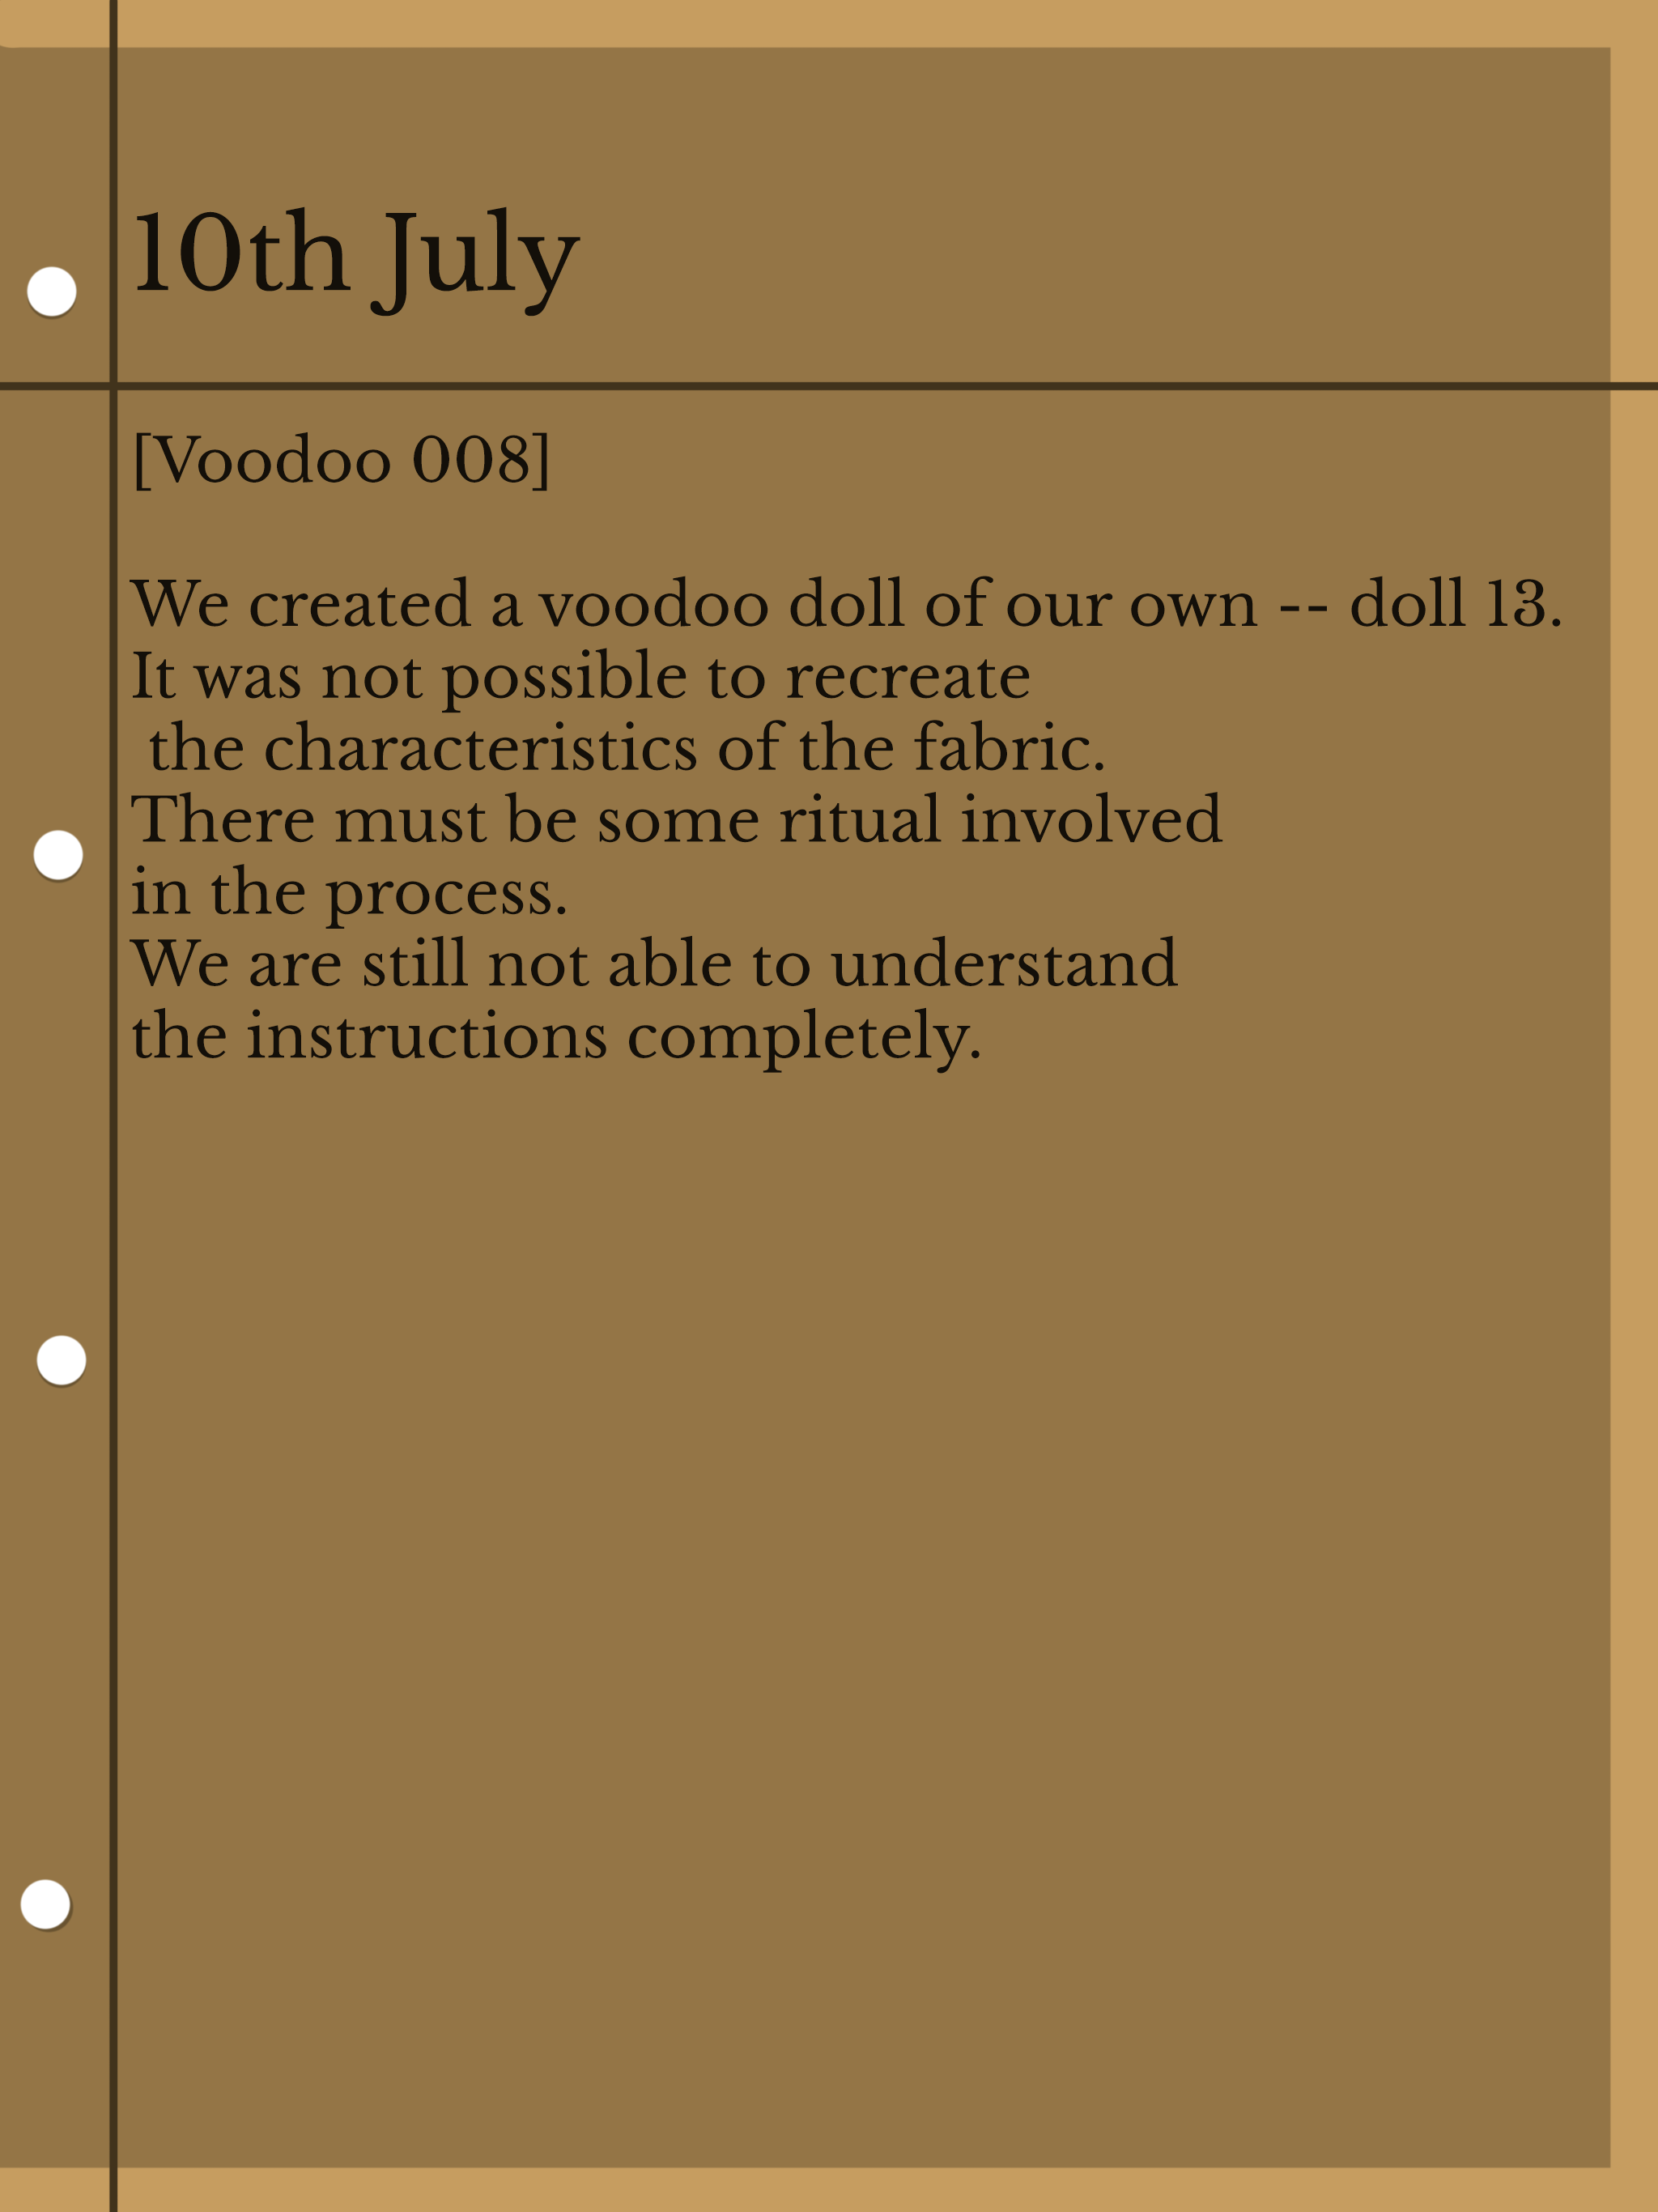 10th July
[Voodoo 008]
We created a voodoo doll of our own -- doll 13.
It was not possible to recreate
the characteristics of the fabric.
There must be some ritual involved
in the process.
We are still not able to understand
the instructions completely.